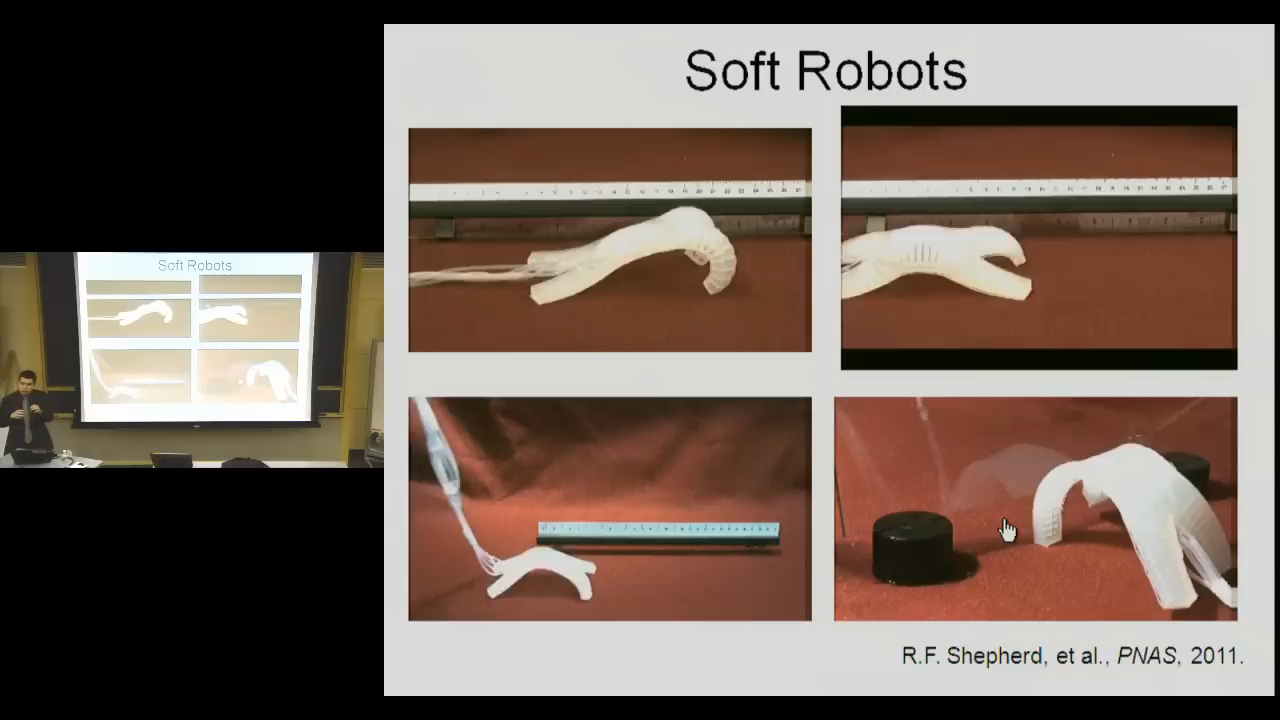 Soft Robots
Soft Robots
R.F. Shepherd, et al., PNAS, 2011.